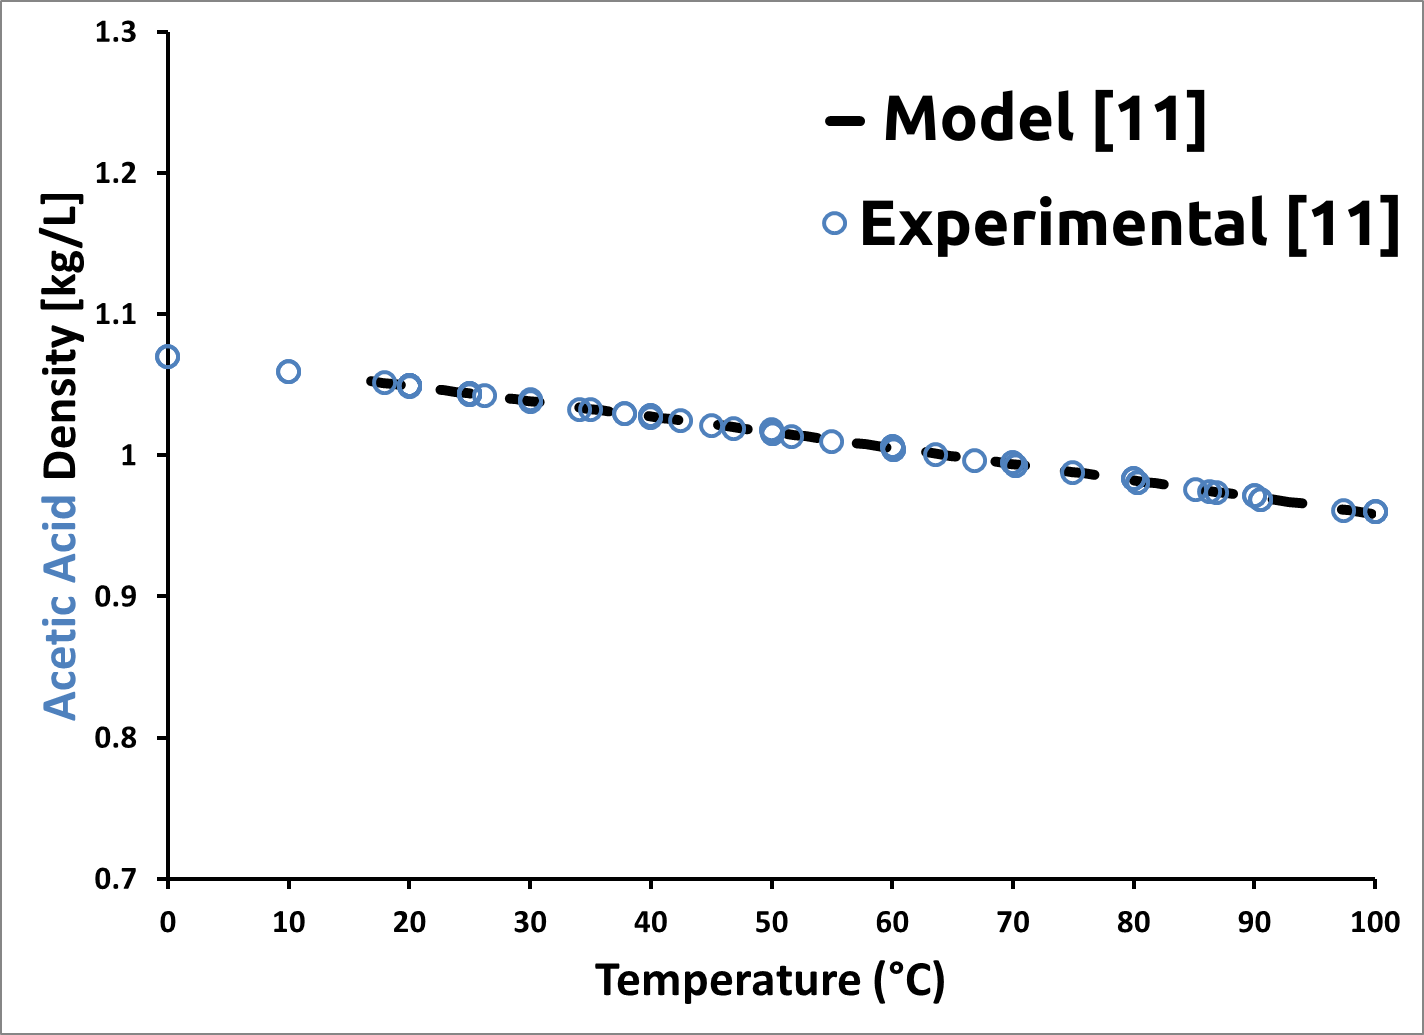 1.3
1.2
1.1
1
0.9
0.8
0.7
Acetic Acid Density [kg/L]
Model [11]
Experimental [11]
0 10 20 30 40 50 60 70 80 90 100
Temperature (°C)